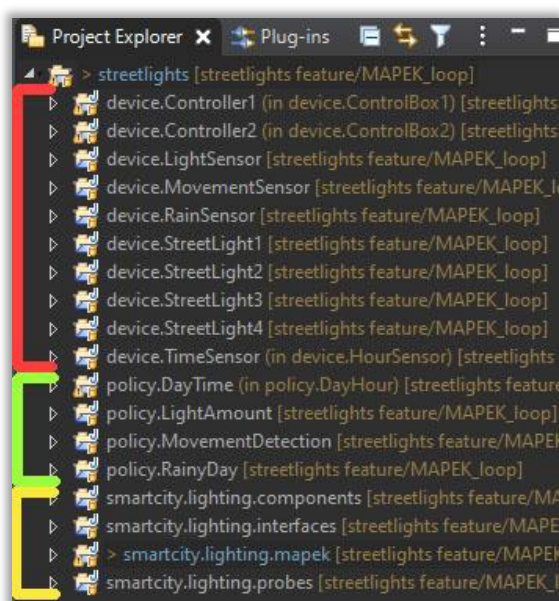 Project Explorer Plug-ins
> streetlights [streetlights feature/MAPEK_loop]
device.Controller1 (in device.ControlBox1) [streetlights
device.Controller2 (in device.ControlBox2) [streetlights
device.LightSensor [streetlights feature/MAPEK_loop]
device.MovementSensor [streetlights feature/MAPEK_l
device.RainSensor [streetlights feature/MAPEK_loop]
device.StreetLight1 [streetlights feature/MAPEK_loop]
device.StreetLight2 [streetlights feature/MAPEK_loop]
device.StreetLight3 [streetlights feature/MAPEK_loop]
device.StreetLight4 [streetlights feature/MAPEK_loop]
device.TimeSensor (in device.HourSensor) [streetlights
policy.DayTime (in policy.DayHour) [streetlights featur
policy.LightAmount [streetlights feature/MAPEK_loop]
policy.MovementDetection [streetlights feature/MAPEK
policy.RainyDay [streetlights feature/MAPEK_loop]
smartcity.lighting.components [streetlights feature/MA
smartcity.lighting.interfaces [streetlights feature/MAPE
> smartcity.lighting.mapek [streetlights feature/MAPEK
smartcity.lighting.probes [streetlights feature/MAPEK_l